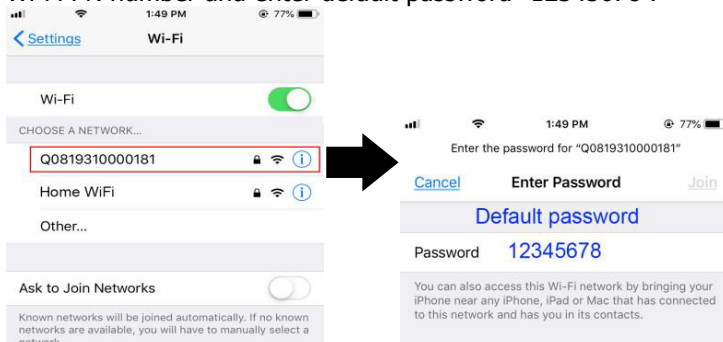 1:49 PM
77%
Settings
Wi-Fi
Wi-Fi
CHOOSE A NETWORK...
Q0819310000181
Home WiFi
Other...
Ask to Join Networks
Known networks will be joined automatically. If no known
networks are available, you will have to manually select a
1:49 PM
77%
Enter the password for "Q0819310000181"
Cancel
Enter Password
Join
Default password
Password 12345678
You can also access this Wi-Fi network by bringing your
iPhone near any iPhone, iPad or Mac that has connected
to this network and has you in its contacts.